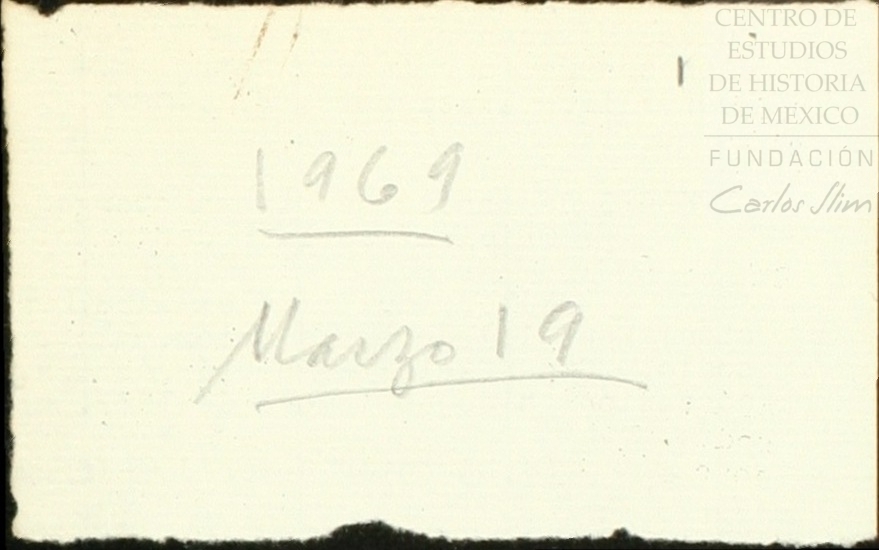 CENTRO DE
ESTUDIOS
DE HISTORIA
DE MÉXICO
FUNDACIÓN
Carlos Slim
1969
Marzo 19